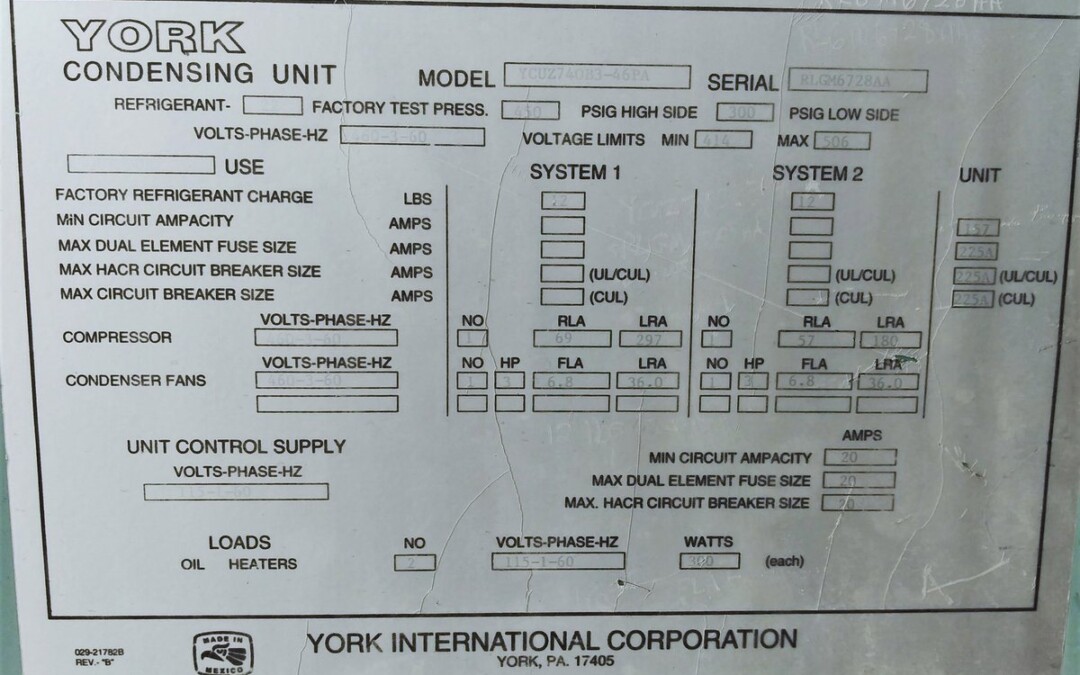 YORK
CONDENSING UNIT MODEL YCUZ74OB3-46PA SERIAL RLGM6728AA
REFRIGERANT- 22 FACTORY TEST PRESS. 450 PSIG HIGH SIDE 300 PSIG LOW SIDE
VOLTS-PHASE-HZ 460-3-60 VOLTAGE LIMITS MIN 414 MAX 506
USE SYSTEM 1 SYSTEM 2 UNIT
FACTORY REFRIGERANT CHARGE LBS 12 12
MIN CIRCUIT AMPACITY AMPS 157
MAX DUAL ELEMENT FUSE SIZE AMPS 225A
MAX HACR CIRCUIT BREAKER SIZE AMPS (UL/CUL) (UL/CUL) 225A (UL/CUL)
MAX CIRCUIT BREAKER SIZE AMPS (CUL) (CUL) 225A (CUL)
VOLTS-PHASE-HZ NO RLA LRA NO RLA LRA
COMPRESSOR 460-3-60 1 69 297 1 57 180
VOLTS-PHASE-HZ NO HP FLA LRA NO HP FLA LRA
CONDENSER FANS 460-3-60 1 3 6.8 36.0 1 3 6.8 36.0
UNIT CONTROL SUPPLY AMPS
VOLTS-PHASE-HZ MIN CIRCUIT AMPACITY 20
115-1-60 MAX DUAL ELEMENT FUSE SIZE 20
MAX. HACR CIRCUIT BREAKER SIZE 20
LOADS NO VOLTS-PHASE-HZ WATTS
OIL HEATERS 2 115-1-60 300 (each)
029-21782B
REV.- "B"
MADE IN
MEXICO
YORK INTERNATIONAL CORPORATION
YORK, PA. 17405